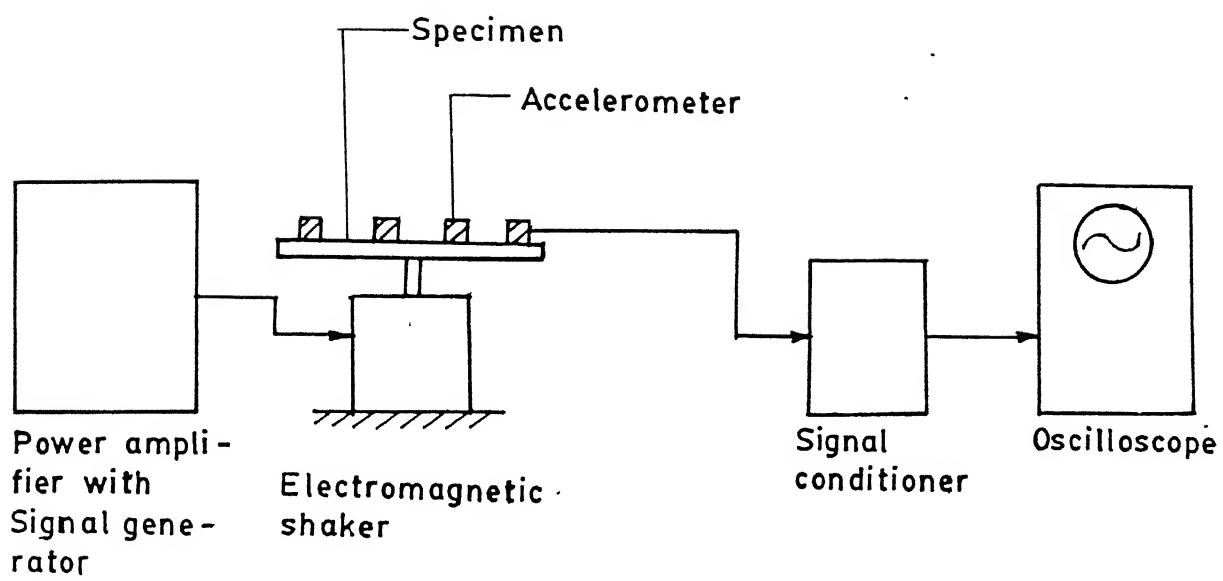 Specimen
Accelerometer
Power ampli-
fier with
Signal gene-
rator
Electromagnetic
shaker
Signal
conditioner
Oscilloscope